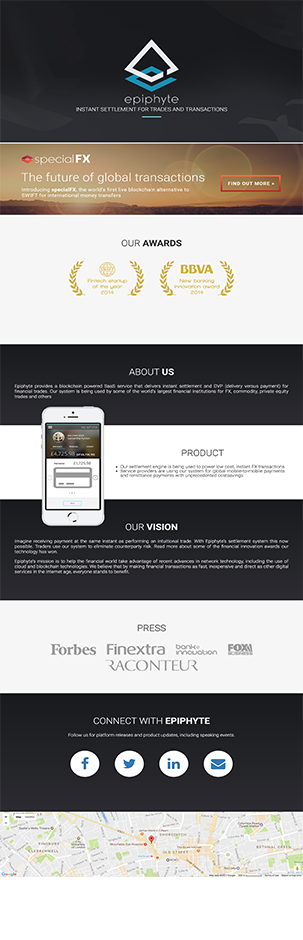 epiphyte
INSTANT SETTLEMENT FOR TRADES AND TRANSACTIONS
specialFX
The future of global transactions
Introducing specialFX, the world's first live blockchain alternative to
SWIFT for international money transfers
FIND OUT MORE »
OUR AWARDS
Fintech startup
of the year
2014
BBVA
New banking
innovation award
2014
ABOUT US
Epiphyte provides a blockchain powered SaaS service that delivers instant settlement and DVP (delivery versus payment) for
financial trades. Our system is being used by some of the world's largest financial institutions for FX, commodity, private equity
trades and others
£4,725.98
PRODUCT
Our settlement engine is being used to power low cost, instant FX transactions
Service providers are using our system for global mobile-to-mobile payments
and remittance payments with unprecedented costsavings
OUR VISION
Imagine receiving payment at the same instant as performing an intuitional trade. With Epiphyte's settlement system this now
possible. Traders use our system to eliminate counterparty risk. Read more about some of the financial innovation awards our
technology has won.
Epiphyte's mission is to help the financial world take advantage of recent advances in network technology, including the use of
cloud and blockchain technologies. We believe that by making financial transactions as fast, inexpensive and direct as other digital
services in the internet age, everyone stands to benefit.
PRESS
Forbes
Finextra
bank innovation
FOX
BUSINESS
RACONTEUR
CONNECT WITH EPIPHYTE
Follow us for platform releases and product updates, including speaking events.
Map
SHOREDITCH
OLD STREET
BETHNAL GREEN
CLERKENWELL
Google